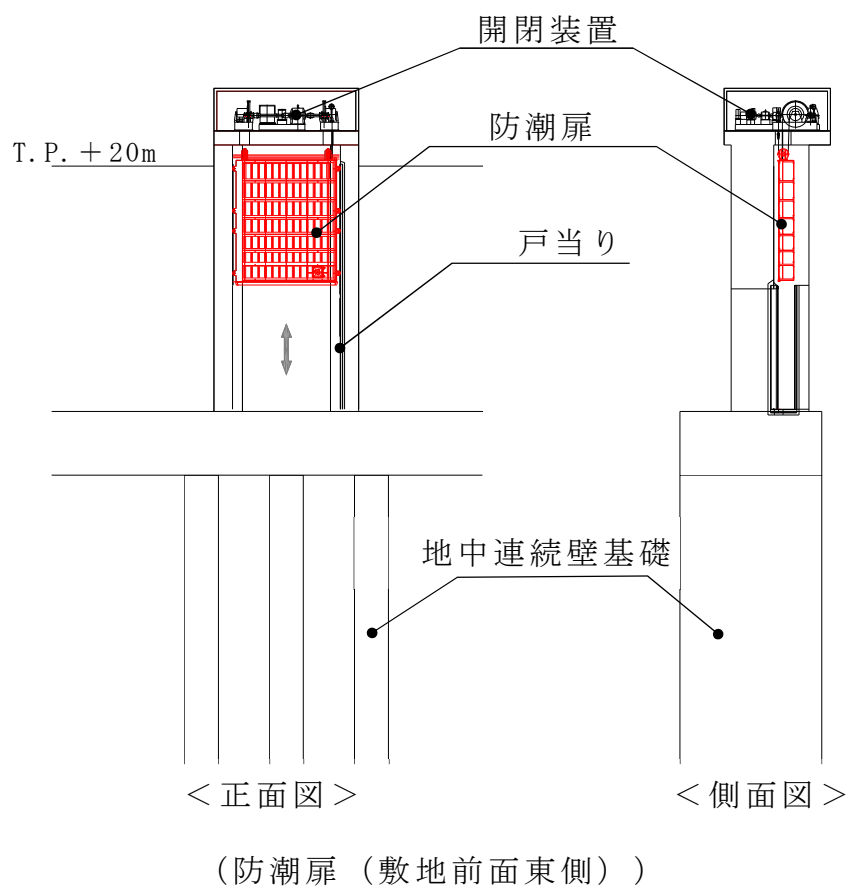 開閉装置
防潮扉
T.P.＋20m
戸当り
地中連続壁基礎
＜正面図＞
＜側面図＞
（防潮扉（敷地前面東側））